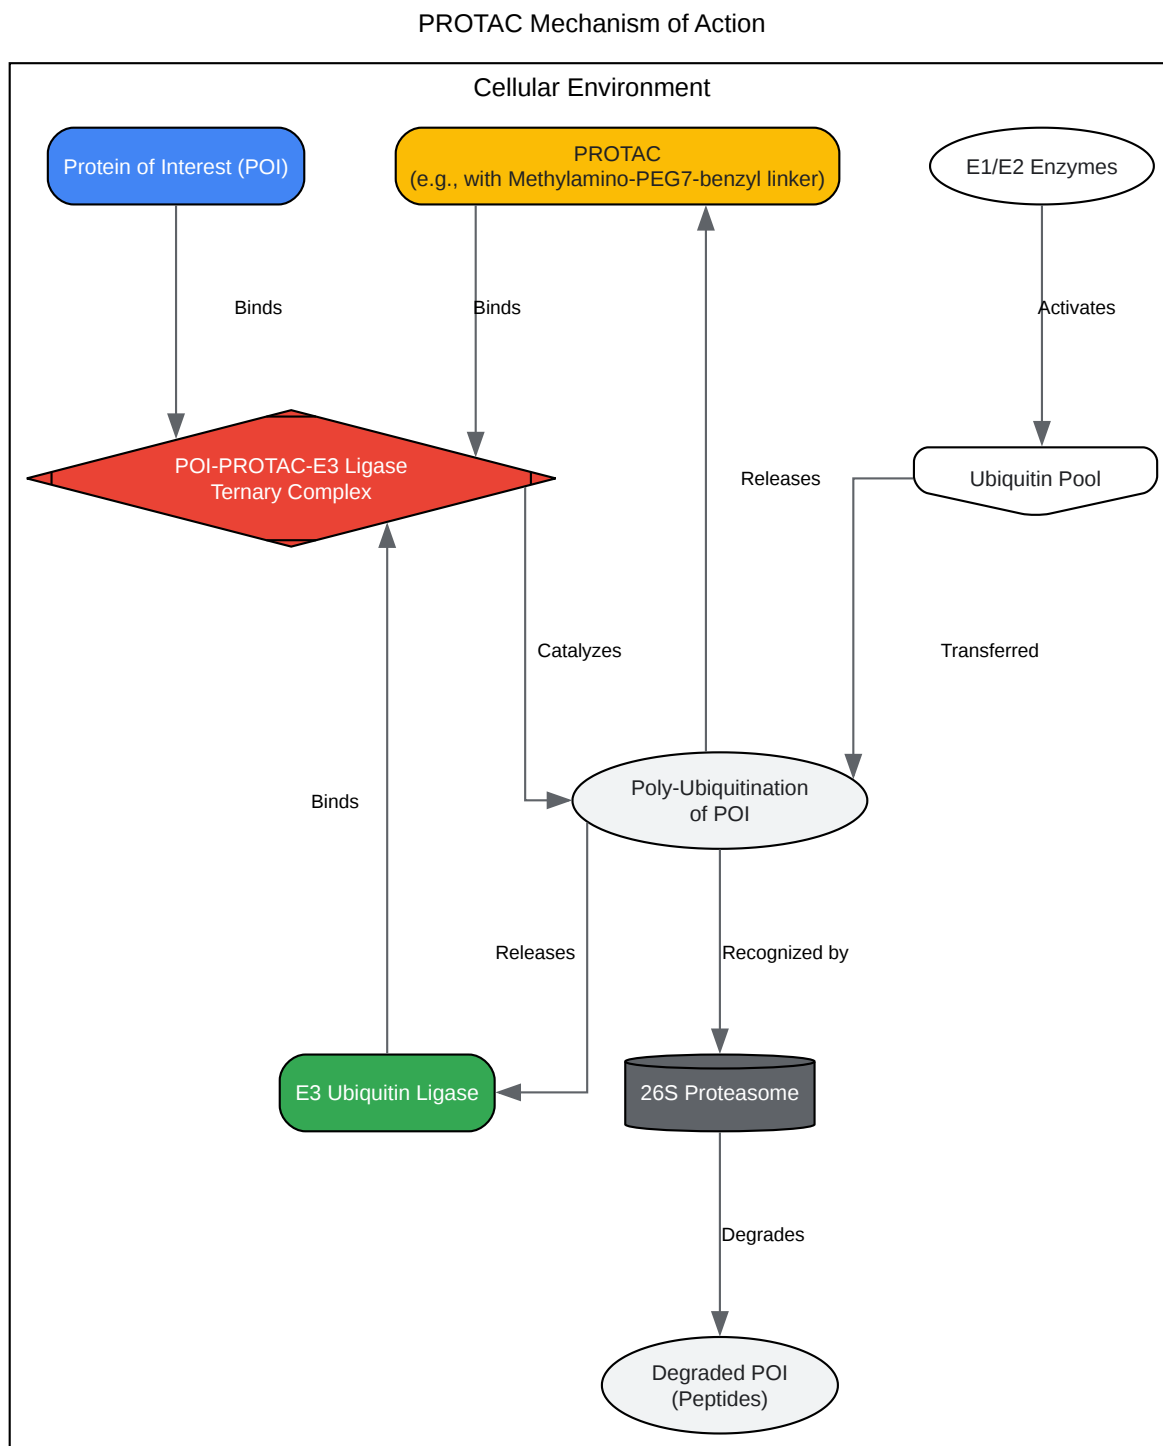 PROTAC Mechanism of Action
Cellular Environment
Protein of Interest (POI)
PROTAC
(e.g., with Methylamino-PEG7-benzyl linker)
E1/E2 Enzymes
Binds
Binds
Activates
POI-PROTAC-E3 Ligase
Ternary Complex
Releases
Ubiquitin Pool
Catalyzes
Transferred
Binds
Poly-Ubiquitination
of POI
Releases
Recognized by
E3 Ubiquitin Ligase
26S Proteasome
Degrades
Degraded POI
(Peptides)